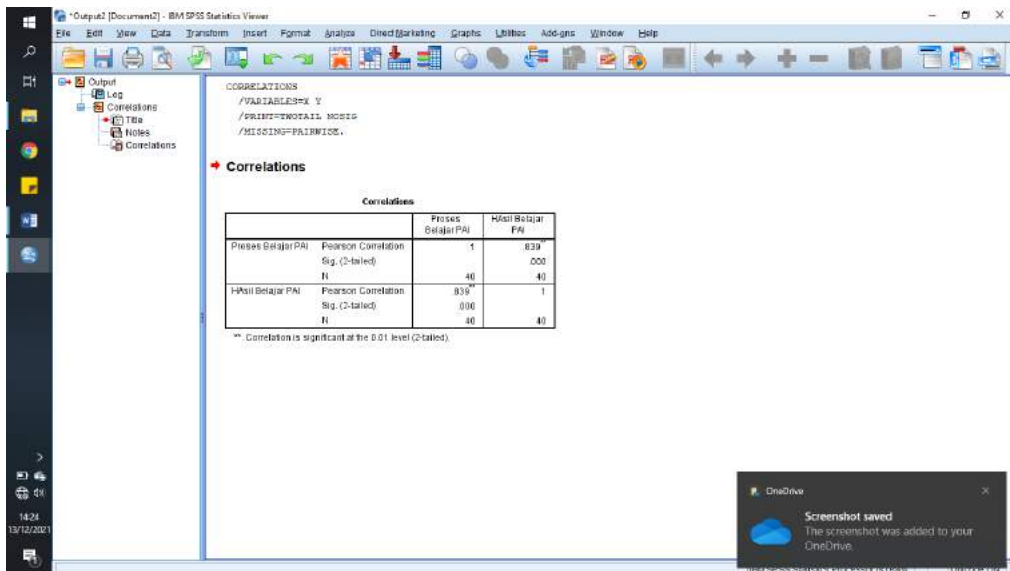 *Output2 [Document2] - IBM SPSS Statistics Viewer
File Edit View Data Transform Insert Format Analyze Direct Marketing Graphs Utilities Add-ons Window Help
Output
Log
Correlations
Title
Notes
Correlations
CORRELATIONS
/VARIABLES=X Y
/PRINT=TWOTAIL NOSIG
/MISSING=PAIRWISE.
Correlations
Correlations
Proses Belajar PAI HAsil Belajar PAI
Proses Belajar PAI Pearson Correlation 1 .839**
Sig. (2-tailed) .000
N 40 40
HAsil Belajar PAI Pearson Correlation .839** 1
Sig. (2-tailed) .000
N 40 40
**. Correlation is significant at the 0.01 level (2-tailed).
OneDrive
Screenshot saved
The screenshot was added to your
OneDrive.
14:24
13/12/2021